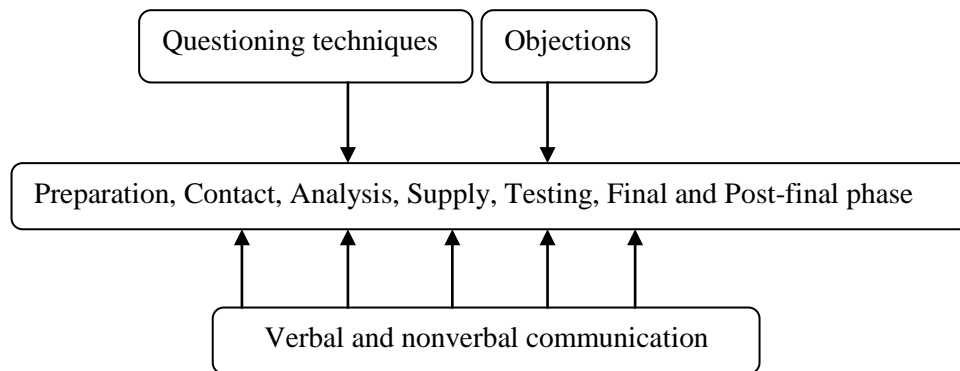 Questioning techniques
Objections
Preparation, Contact, Analysis, Supply, Testing, Final and Post-final phase
Verbal and nonverbal communication